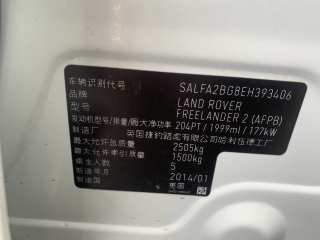 车辆识别代号 SALFA2BG8EH393406
品牌 LAND ROVER
型号 FREELANDER 2 (AFPB)
发动机型号/排量/最大净功率 204PT / 1999ml / 177kW
制造厂 英国捷豹路虎有限公司哈利伍德工厂
最大允许总质量 2505kg
最大允许牵引质量 1500kg
乘坐人数 5
制造年月 2014/01
制造国 英国